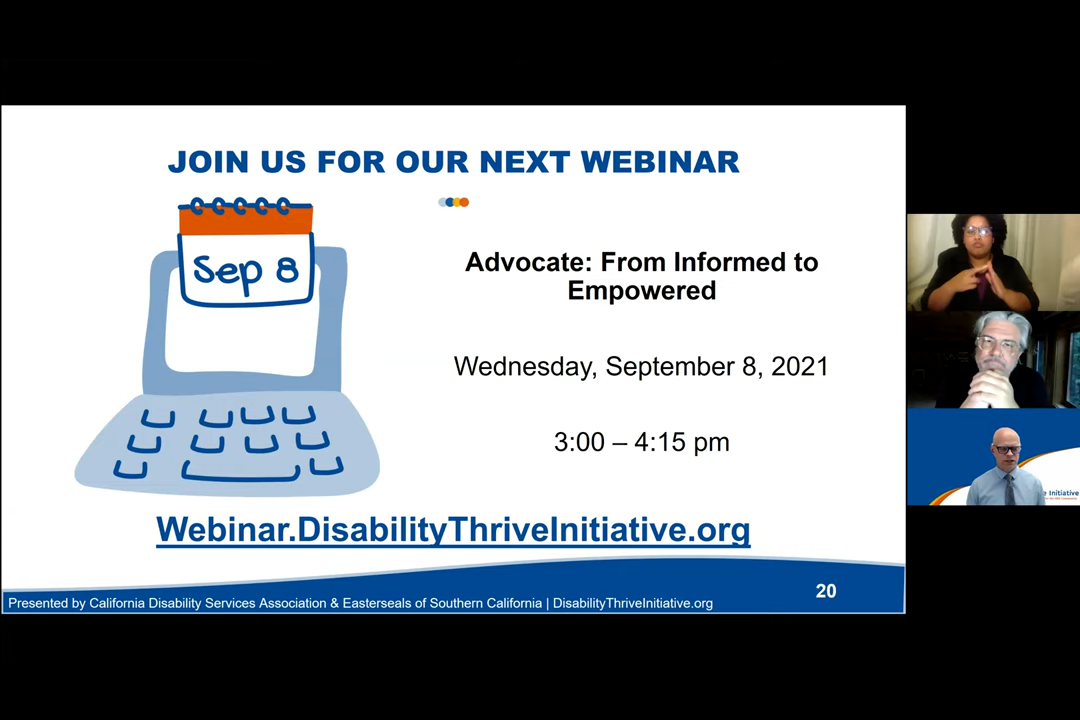 JOIN US FOR OUR NEXT WEBINAR
Sep 8
Advocate: From Informed to
Empowered
Wednesday, September 8, 2021
3:00 – 4:15 pm
Webinar.DisabilityThriveInitiative.org
20
Presented by California Disability Services Association & Easterseals of Southern California | DisabilityThriveInitiative.org
e Initiative